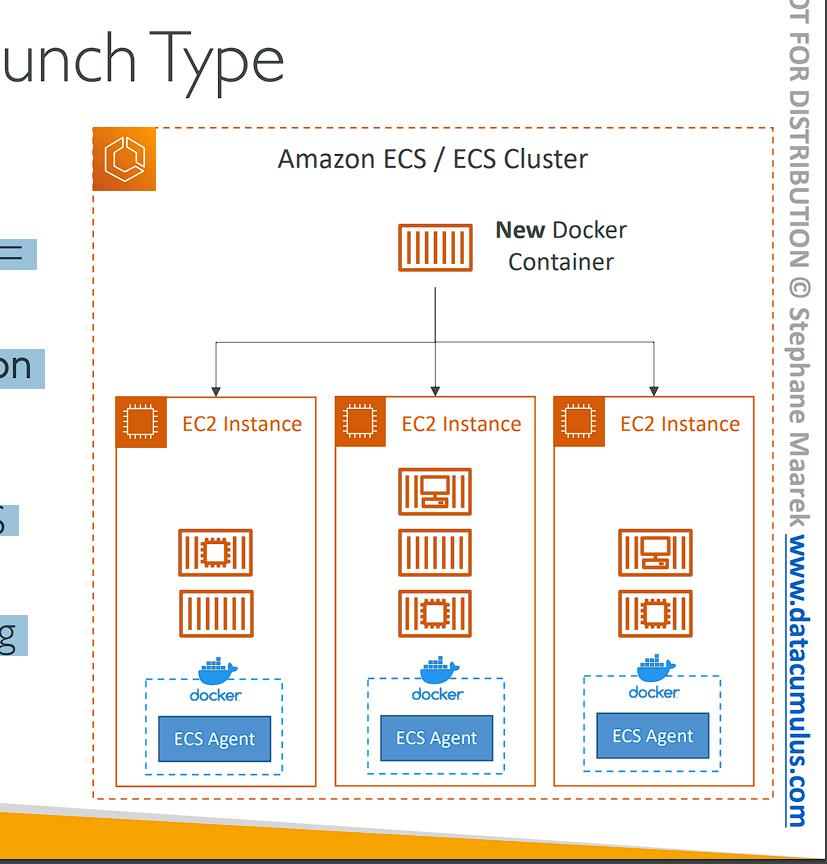 unch Type
=
on
S
g
Amazon ECS / ECS Cluster
New Docker
Container
EC2 Instance
EC2 Instance
EC2 Instance
docker
ECS Agent
docker
ECS Agent
docker
ECS Agent
OT FOR DISTRIBUTION © Stephane Maarek www.datacumulus.com